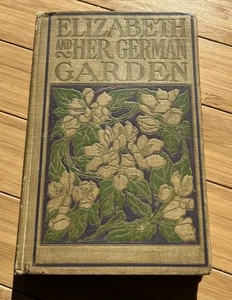 ELIZABETH
AND HER GERMAN
GARDEN